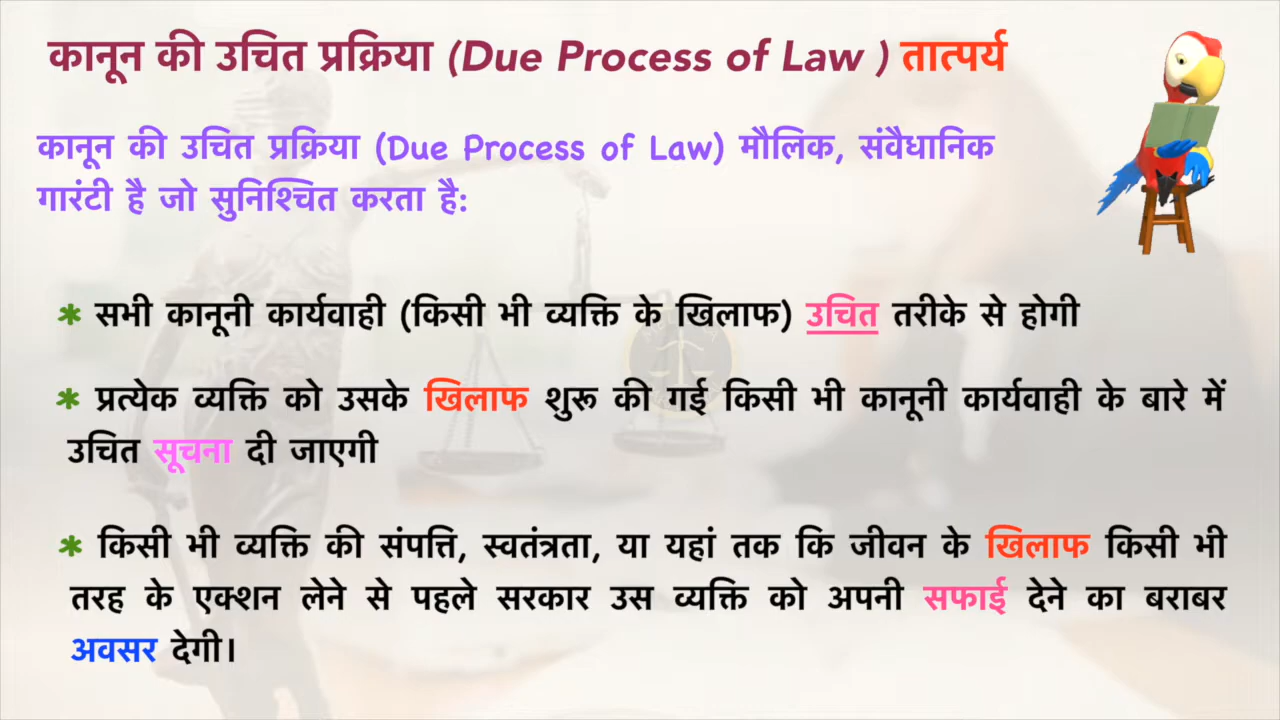 कानून की उचित प्रक्रिया (Due Process of Law ) तात्पर्य
कानून की उचित प्रक्रिया (Due Process of Law) मौलिक, संवैधानिक
गारंटी है जो सुनिश्चित करता है:
* सभी कानूनी कार्यवाही (किसी भी व्यक्ति के खिलाफ) उचित तरीके से होगी
* प्रत्येक व्यक्ति को उसके खिलाफ शुरू की गई किसी भी कानूनी कार्यवाही के बारे में
उचित सूचना दी जाएगी
* किसी भी व्यक्ति की संपत्ति, स्वतंत्रता, या यहां तक कि जीवन के खिलाफ किसी भी
तरह के एक्शन लेने से पहले सरकार उस व्यक्ति को अपनी सफाई देने का बराबर
अवसर देगी।